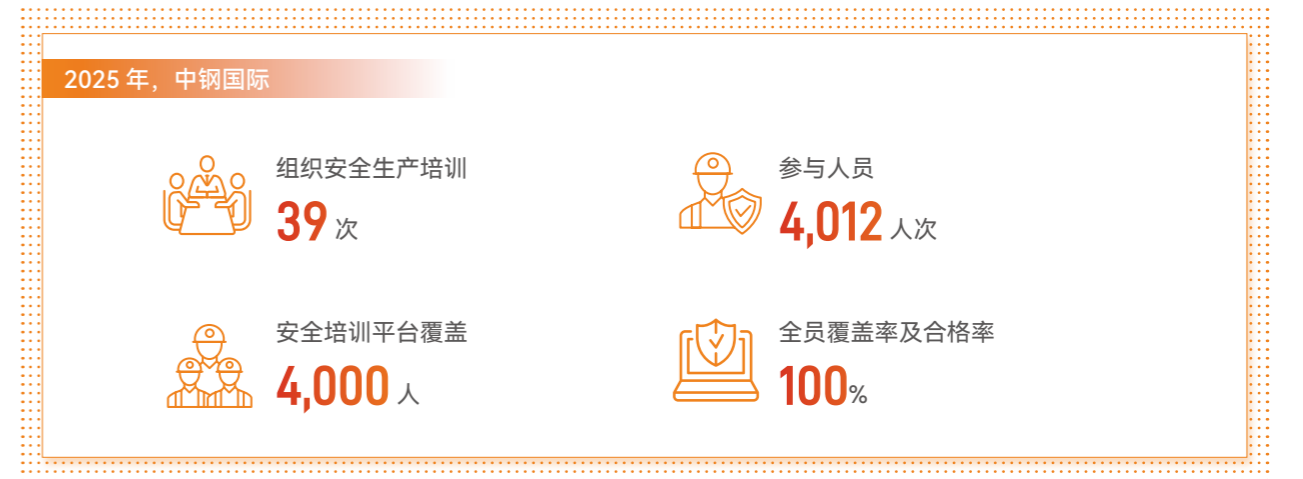 2025 年，中钢国际
组织安全生产培训
39 次
参与人员
4,012 人次
安全培训平台覆盖
4,000 人
全员覆盖率及合格率
100%